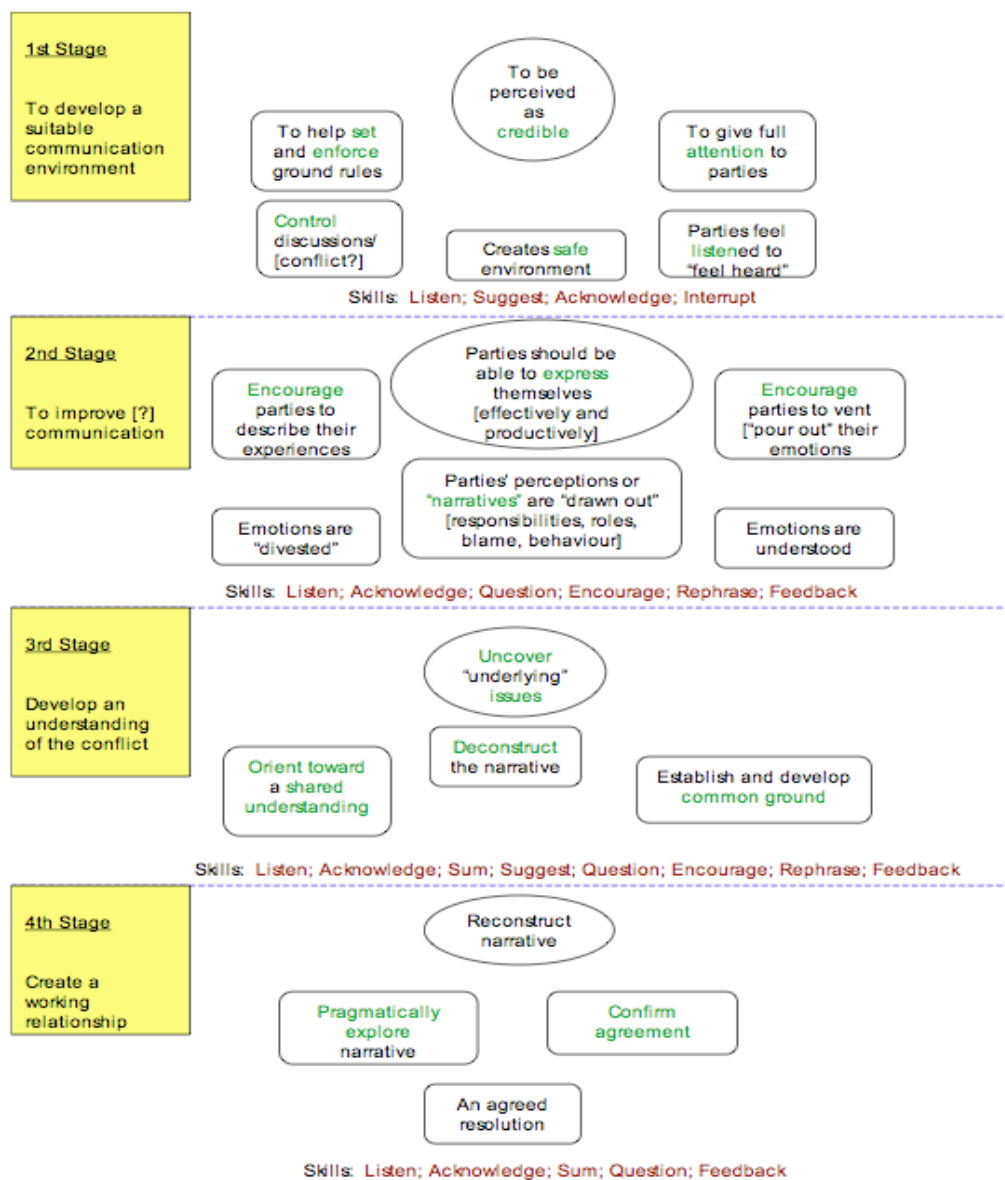 1st Stage
To develop a
suitable
communication
environment
To be
perceived
as
credible
To help set
and enforce
ground rules
To give full
attention to
parties
Control
discussions/
[conflict?]
Creates safe
environment
Parties feel
listened to
“feel heard”
Skills: Listen; Suggest; Acknowledge; Interrupt
2nd Stage
To improve [?]
communication
Parties should be
able to express
themselves
[effectively and
productively]
Encourage
parties to
describe their
experiences
Encourage
parties to vent
[“pour out” their
emotions
Parties' perceptions or
“narratives” are “drawn out”
[responsibilities, roles,
blame, behaviour]
Emotions are
“divested”
Emotions are
understood
Skills: Listen; Acknowledge; Question; Encourage; Rephrase; Feedback
3rd Stage
Develop an
understanding
of the conflict
Uncover
“underlying”
issues
Deconstruct
the narrative
Orient toward
a shared
understanding
Establish and develop
common ground
Skills: Listen; Acknowledge; Sum; Suggest; Question; Encourage; Rephrase; Feedback
4th Stage
Create a
working
relationship
Reconstruct
narrative
Pragmatically
explore
narrative
Confirm
agreement
An agreed
resolution
Skills: Listen; Acknowledge; Sum; Question; Feedback